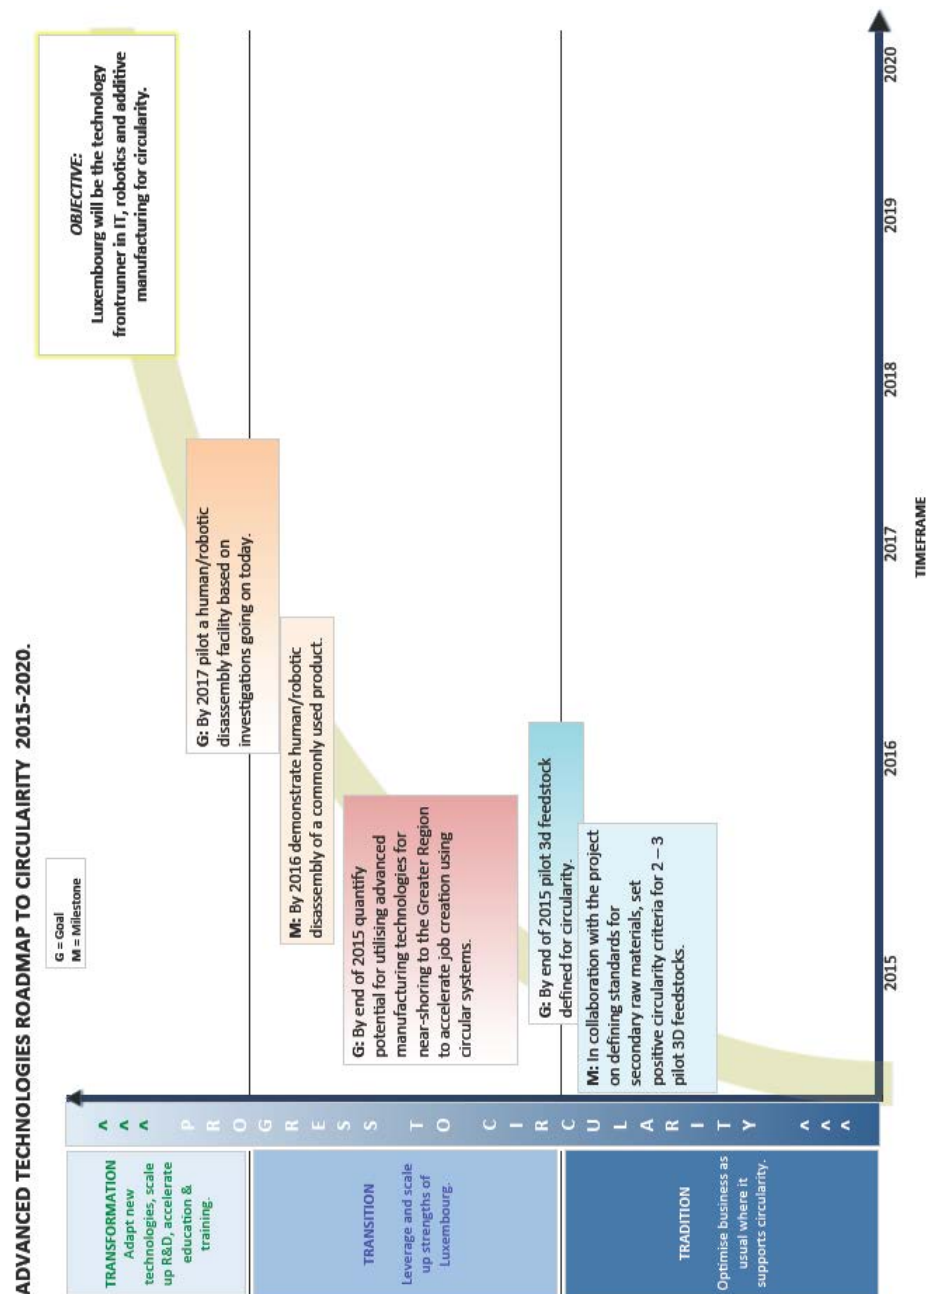 ADVANCED TECHNOLOGIES ROADMAP TO CIRCULAIRITY 2015-2020.
G = Goal
M = Milestone
OBJECTIVE:
Luxembourg will be the technology
frontrunner in IT, robotics and additive
manufacturing for circularity.
TRANSFORMATION
Adapt new
technologies, scale
up R&D, accelerate
education &
training.
TRANSITION
Leverage and scale
up strengths of
Luxembourg.
TRADITION
Optimise business as
usual where it
supports circularity.
^ ^ ^ PROGRESS TO CIRCULARITY ^ ^ ^
G: By 2017 pilot a human/robotic
disassembly facility based on
investigations going on today.
M: By 2016 demonstrate human/robotic
disassembly of a commonly used product.
G: By end of 2015 quantify
potential for utilising advanced
manufacturing technologies for
near-shoring to the Greater Region
to accelerate job creation using
circular systems.
G: By end of 2015 pilot 3d feedstock
defined for circularity.
M: In collaboration with the project
on defining standards for
secondary raw materials, set
positive circularity criteria for 2 – 3
pilot 3D feedstocks.
2015 2016 2017 2018 2019 2020
TIMEFRAME